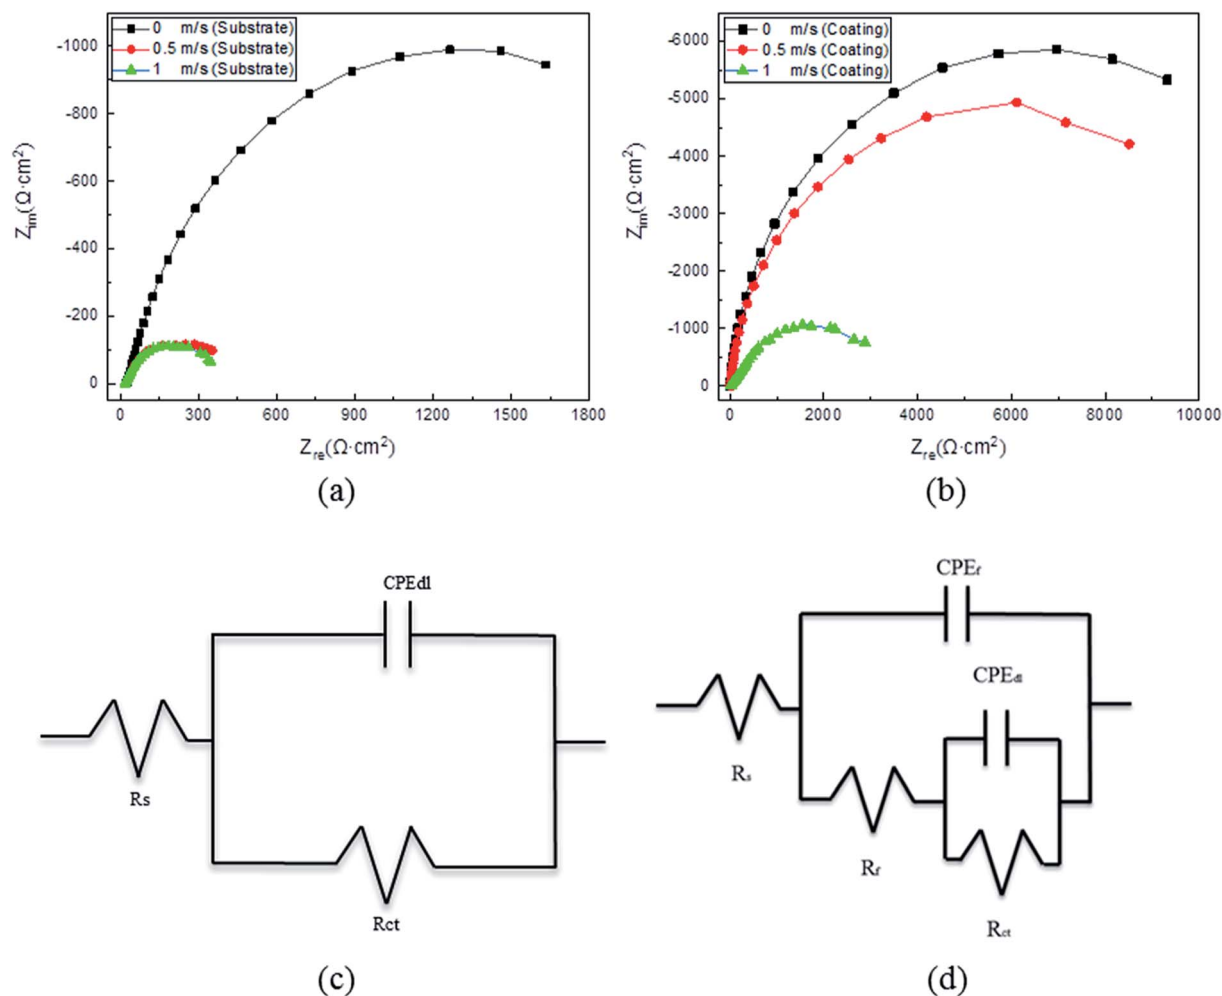 0 m/s (Substrate)
0.5 m/s (Substrate)
1 m/s (Substrate)
-1000
-800
-600
-400
-200
0
Z_im(Ω·cm²)
0 300 600 900 1200 1500 1800
Z_re(Ω·cm²)
(a)
0 m/s (Coating)
0.5 m/s (Coating)
1 m/s (Coating)
-6000
-5000
-4000
-3000
-2000
-1000
0
Z_im(Ω·cm²)
0 2000 4000 6000 8000 10000
Z_re(Ω·cm²)
(b)
CPEdl
Rs
Rct
(c)
CPEf
CPEdl
Rs
Rf
Rct
(d)